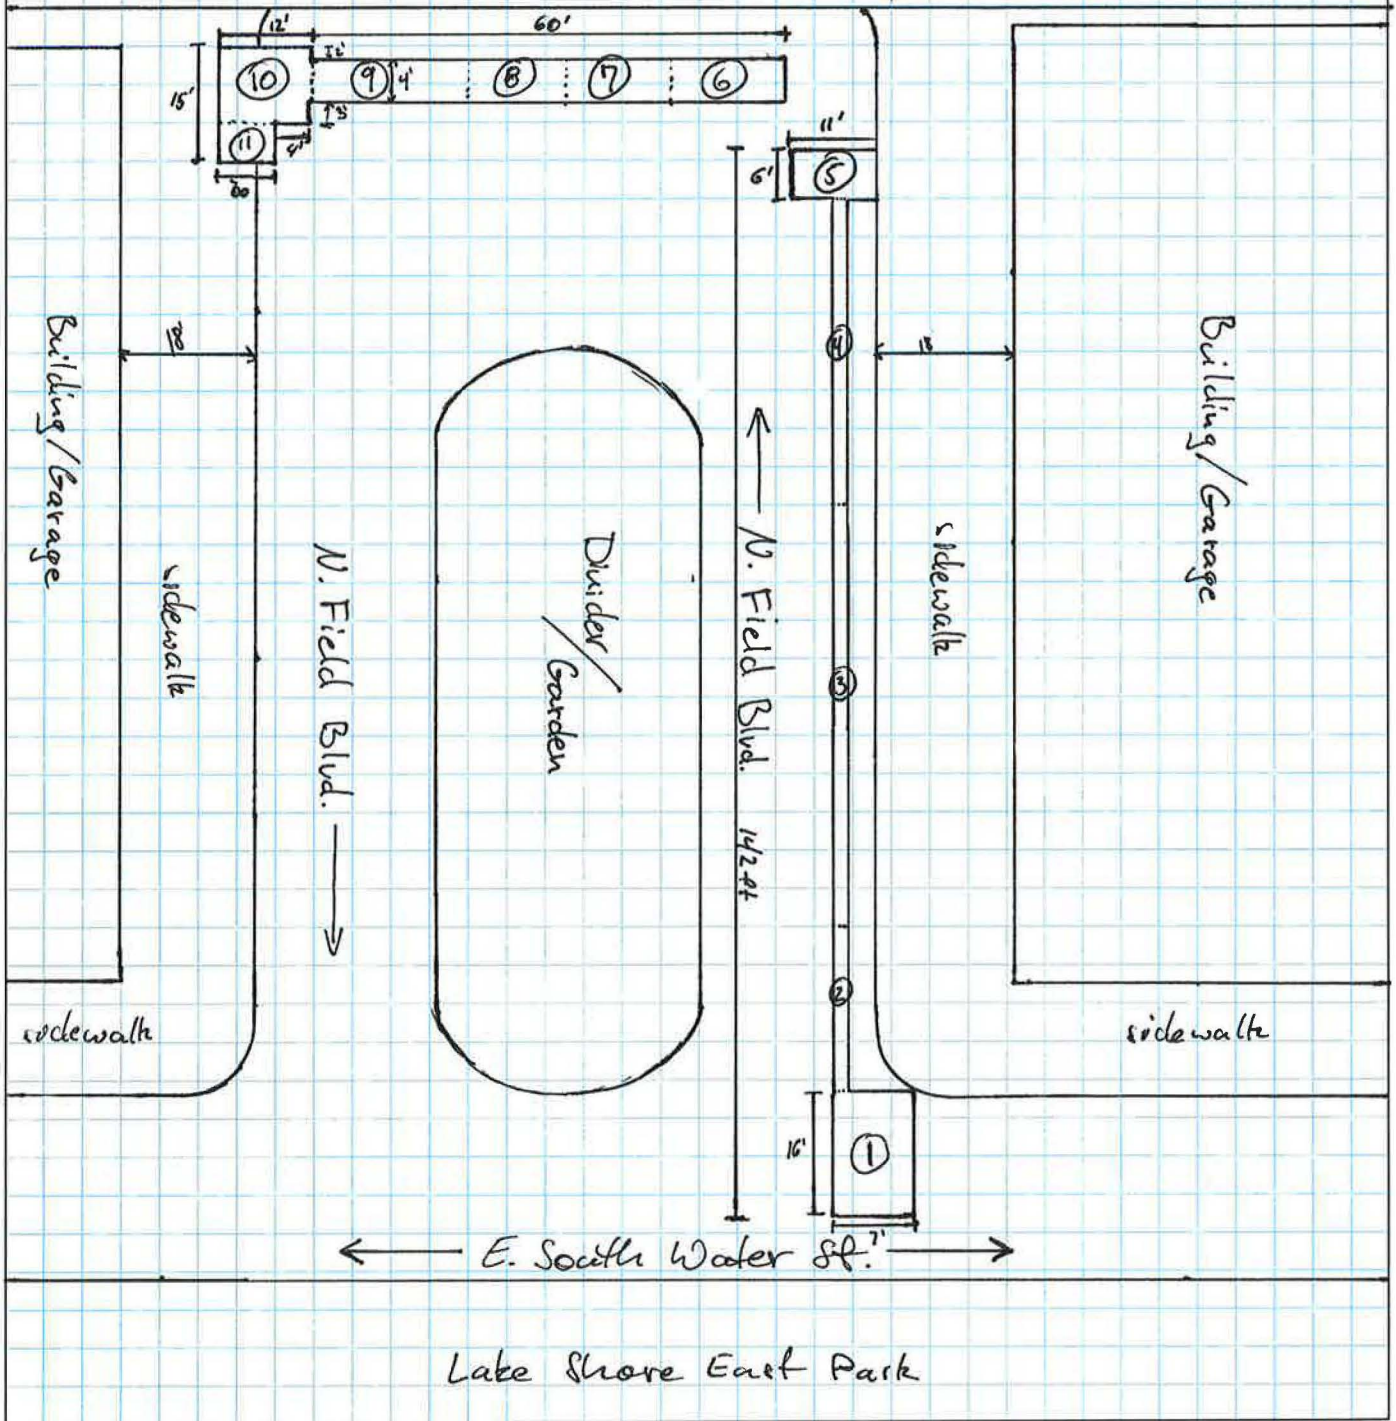 12'
60'
10
2'
9
4'
8
7
6
15'
3'
11
4'
11'
6'
5
4
18
Building/Garage
sidewalk
N. Field Blvd.
Divider
/
Garden
N. Field Blvd.
142 ft
3
2
sidewalk
Building/Garage
sidewalk
sidewalk
16'
1
7'
E. South Water St.
Lake Shore East Park